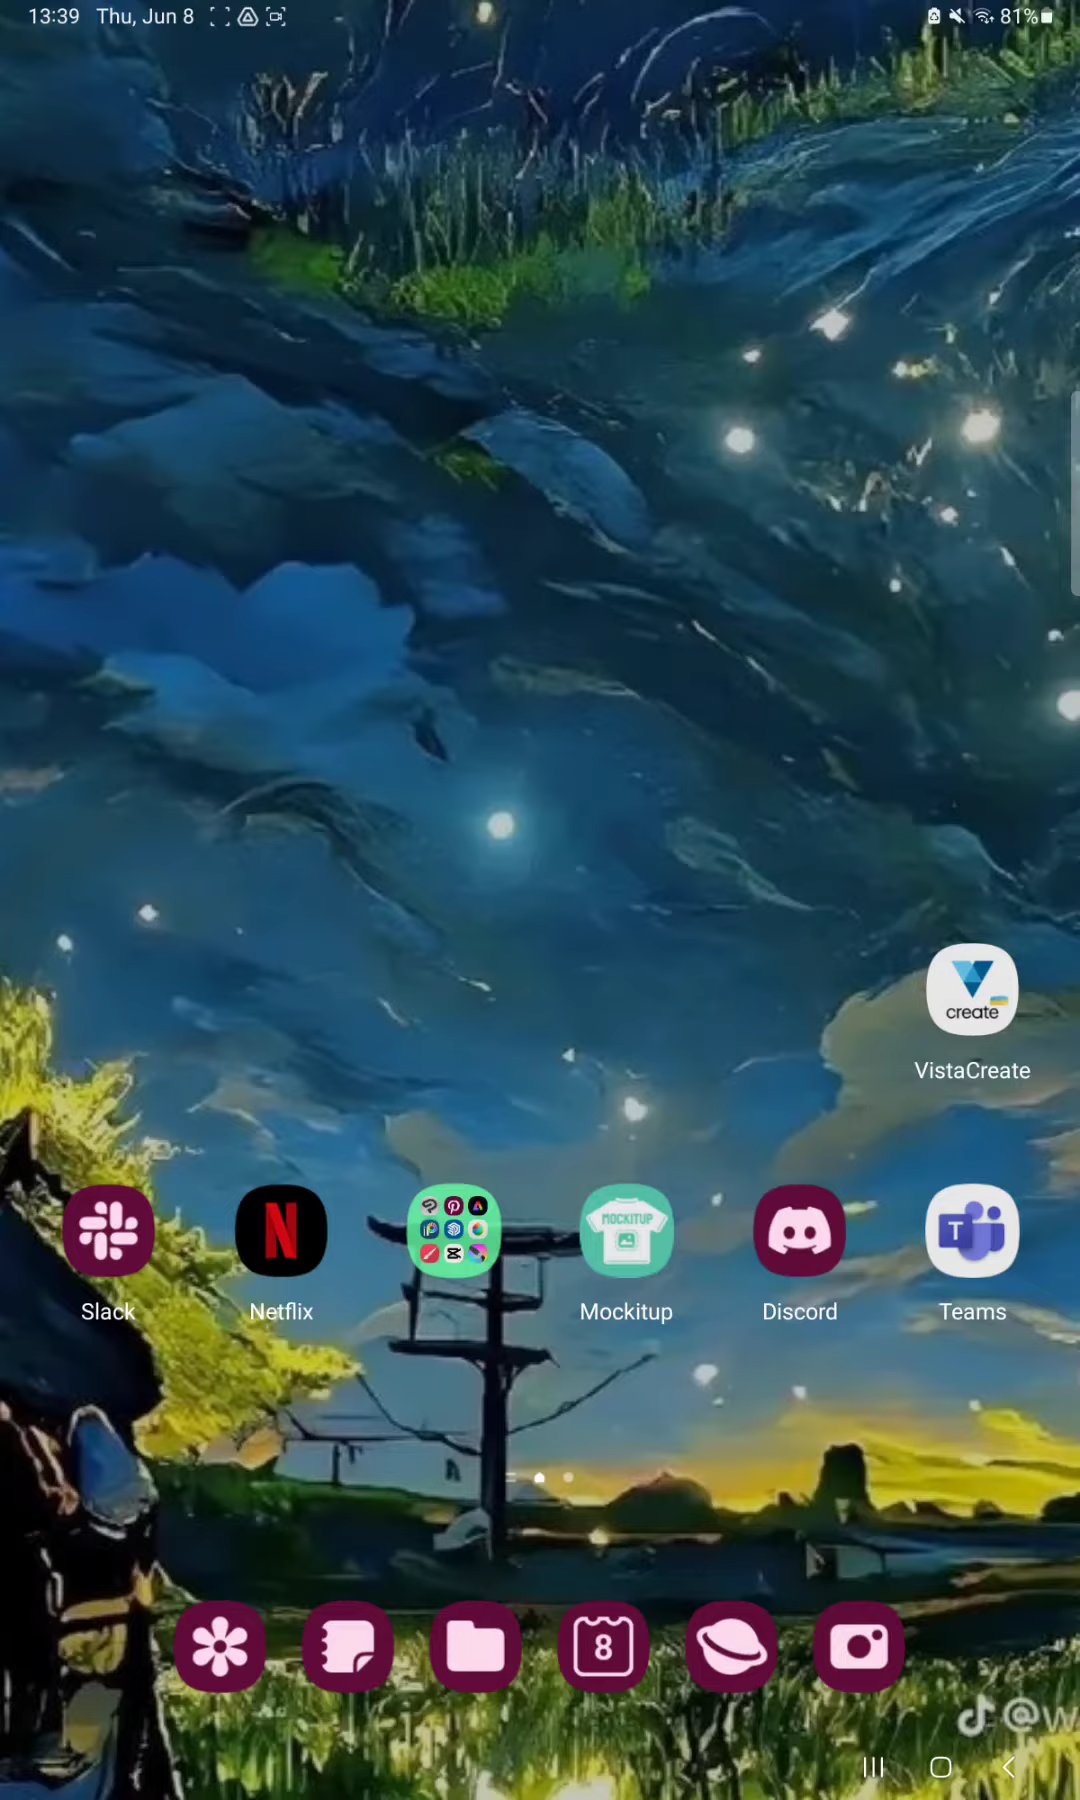 13:39 Thu, Jun 8 81%
create
VistaCreate
MOCKITUP
Slack Netflix Mockitup Discord Teams
8
@W